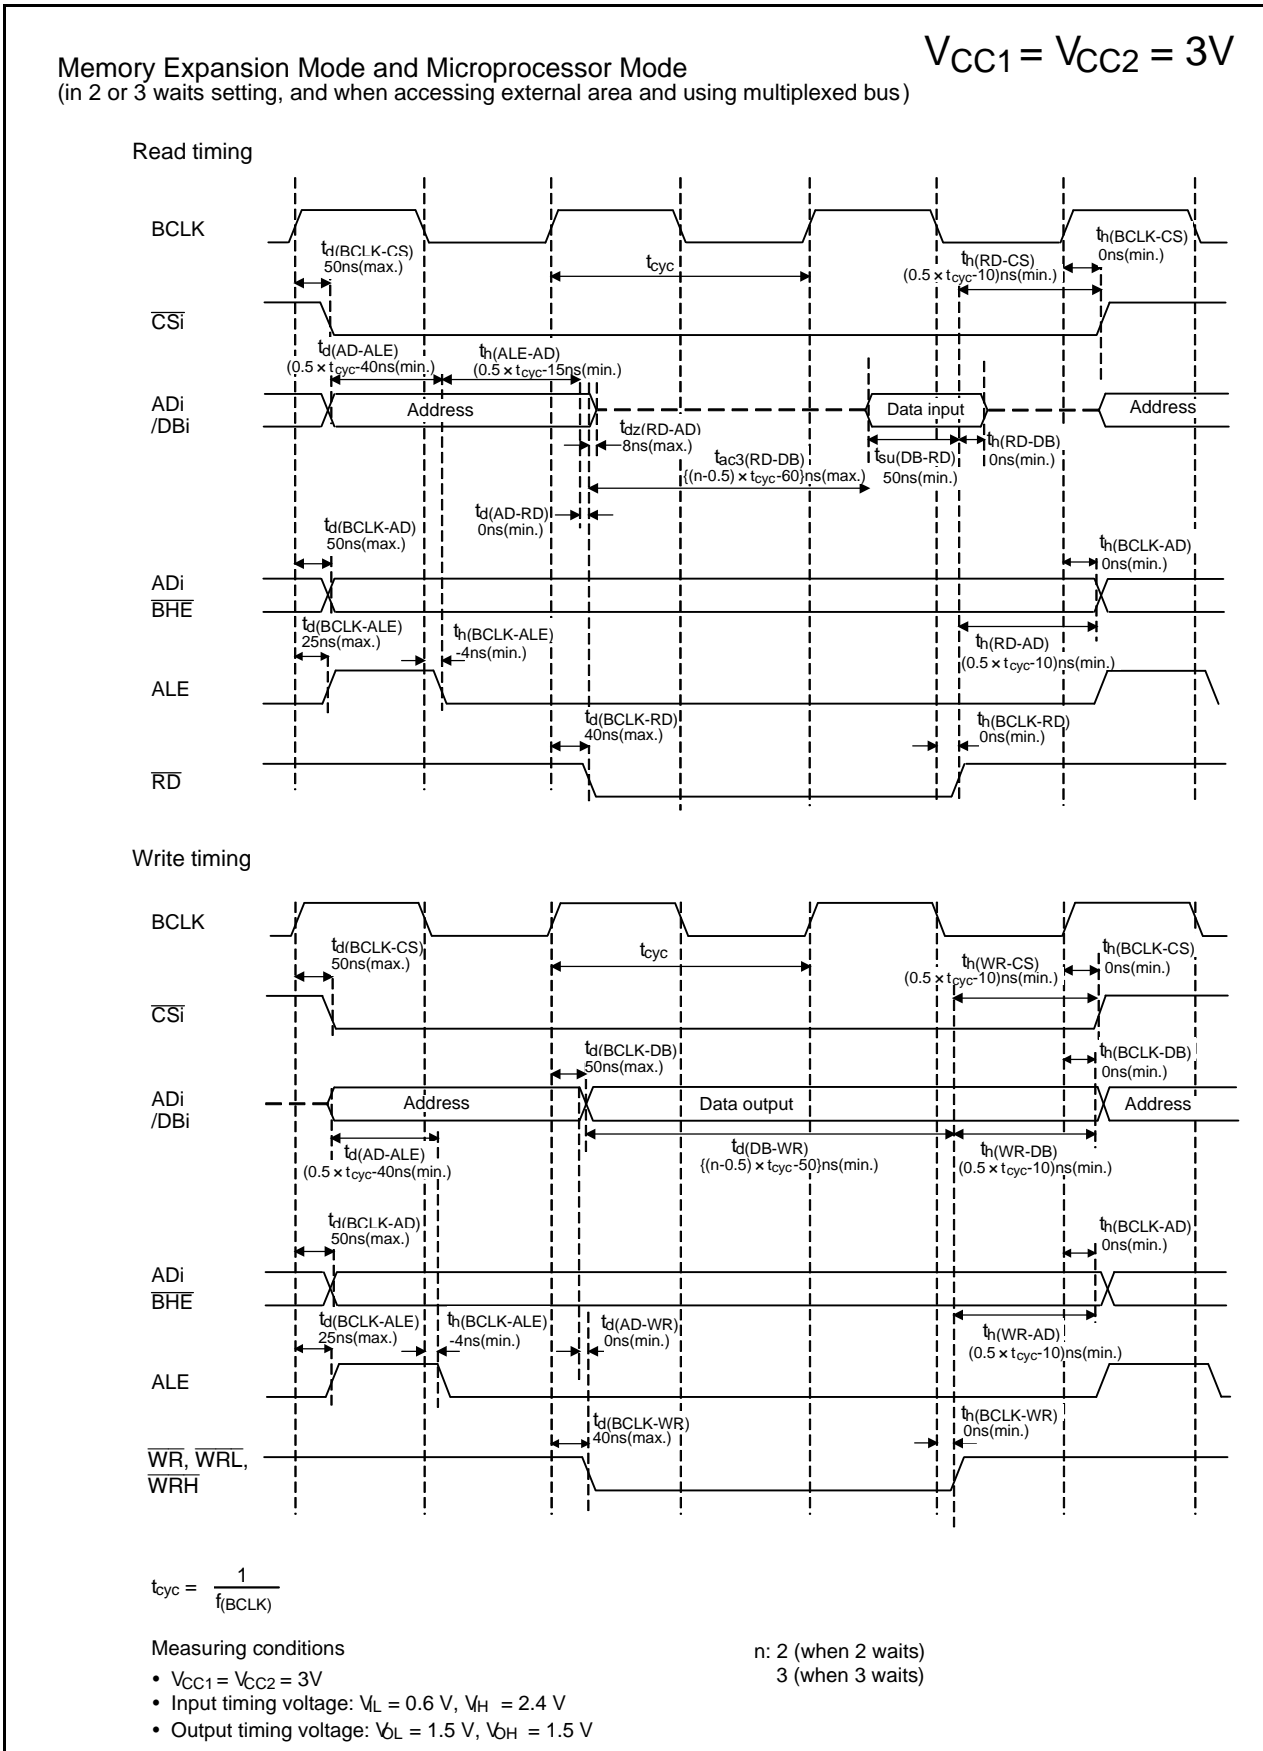 VCC1 = VCC2 = 3V
Memory Expansion Mode and Microprocessor Mode
(in 2 or 3 waits setting, and when accessing external area and using multiplexed bus)
Read timing
BCLK
td(BCLK-CS)
50ns(max.)
tcyc
th(RD-CS)
(0.5 × tcyc-10)ns(min.)
th(BCLK-CS)
0ns(min.)
CSi
td(AD-ALE)
(0.5 × tcyc-40ns(min.)
th(ALE-AD)
(0.5 × tcyc-15ns(min.)
ADi
/DBi
Address
Data input
Address
tdz(RD-AD)
8ns(max.)
tac3(RD-DB)
{(n-0.5) × tcyc-60}ns(max.)
tsu(DB-RD)
50ns(min.)
th(RD-DB)
0ns(min.)
td(AD-RD)
0ns(min.)
td(BCLK-AD)
50ns(max.)
th(BCLK-AD)
0ns(min.)
ADi
BHE
td(BCLK-ALE)
25ns(max.)
th(BCLK-ALE)
-4ns(min.)
th(RD-AD)
(0.5 × tcyc-10)ns(min.)
ALE
td(BCLK-RD)
40ns(max.)
th(BCLK-RD)
0ns(min.)
RD
Write timing
BCLK
td(BCLK-CS)
50ns(max.)
tcyc
th(WR-CS)
(0.5 × tcyc-10)ns(min.)
th(BCLK-CS)
0ns(min.)
CSi
td(BCLK-DB)
50ns(max.)
th(BCLK-DB)
0ns(min.)
ADi
/DBi
Address
Data output
Address
td(AD-ALE)
(0.5 × tcyc-40ns(min.)
td(DB-WR)
{(n-0.5) × tcyc-50}ns(min.)
th(WR-DB)
(0.5 × tcyc-10)ns(min.)
td(BCLK-AD)
50ns(max.)
th(BCLK-AD)
0ns(min.)
ADi
BHE
td(BCLK-ALE)
25ns(max.)
th(BCLK-ALE)
-4ns(min.)
td(AD-WR)
0ns(min.)
th(WR-AD)
(0.5 × tcyc-10)ns(min.)
ALE
td(BCLK-WR)
40ns(max.)
th(BCLK-WR)
0ns(min.)
WR, WRL,
WRH
tcyc = 1
f(BCLK)
Measuring conditions
• VCC1 = VCC2 = 3V
• Input timing voltage: VIL = 0.6 V, VIH = 2.4 V
• Output timing voltage: VOL = 1.5 V, VOH = 1.5 V
n: 2 (when 2 waits)
3 (when 3 waits)